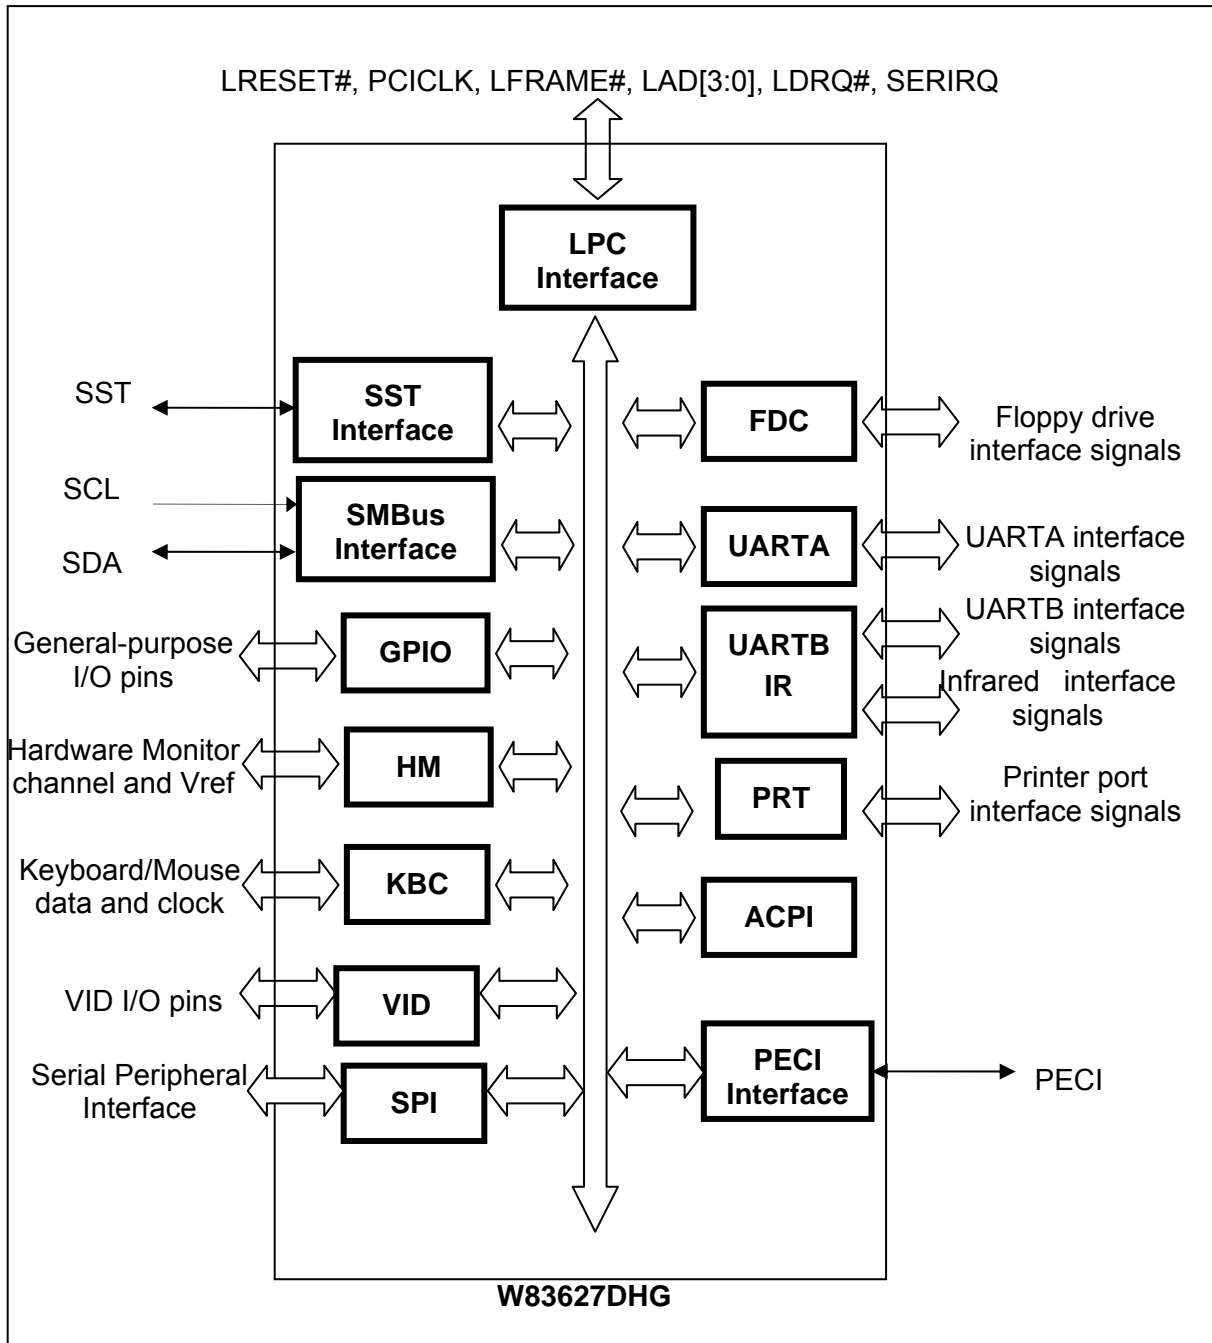 LRESET#, PCICLK, LFRAME#, LAD[3:0], LDRQ#, SERIRQ
LPC
Interface
SST
SST
Interface
SCL
SDA
SMBus
Interface
General-purpose
I/O pins
GPIO
Hardware Monitor
channel and Vref
HM
Keyboard/Mouse
data and clock
KBC
VID I/O pins
VID
Serial Peripheral
Interface
SPI
FDC
Floppy drive
interface signals
UARTA
UARTA interface
signals
UARTB
IR
UARTB interface
signals
Infrared interface
signals
PRT
Printer port
interface signals
ACPI
PECI
Interface
PECI
W83627DHG